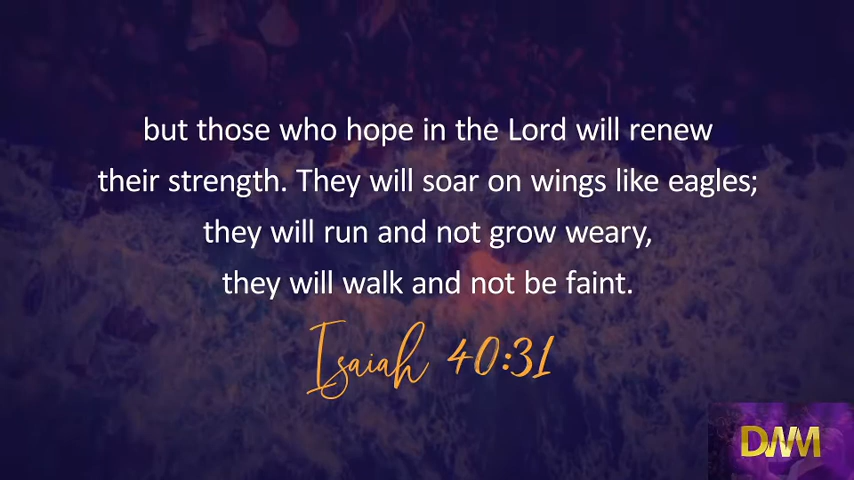 but those who hope in the Lord will renew
their strength. They will soar on wings like eagles;
they will run and not grow weary,
they will walk and not be faint.
Isaiah 40:31
DWM